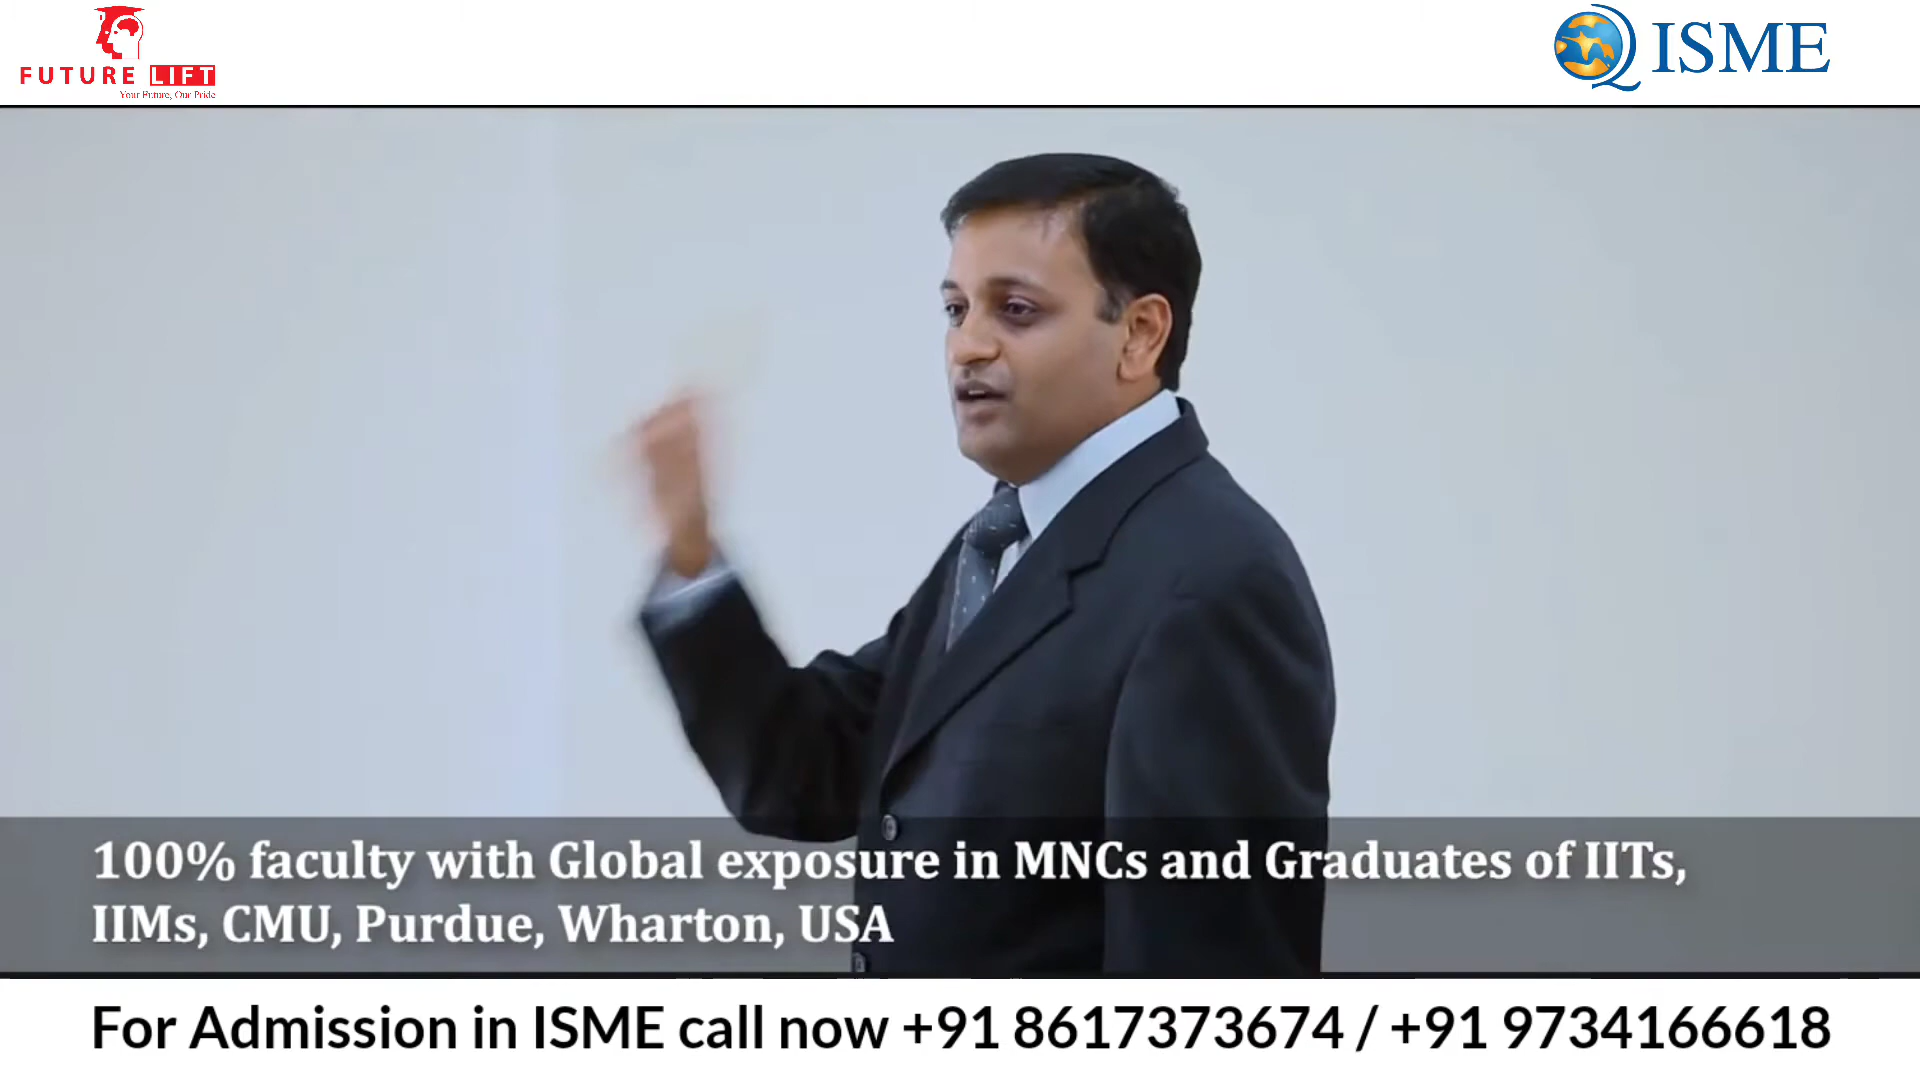 FUTURE LIFT
Your Future, Our Pride
ISME
100% faculty with Global exposure in MNCs and Graduates of IITs,
IIMs, CMU, Purdue, Wharton, USA
For Admission in ISME call now +91 8617373674 / +91 9734166618